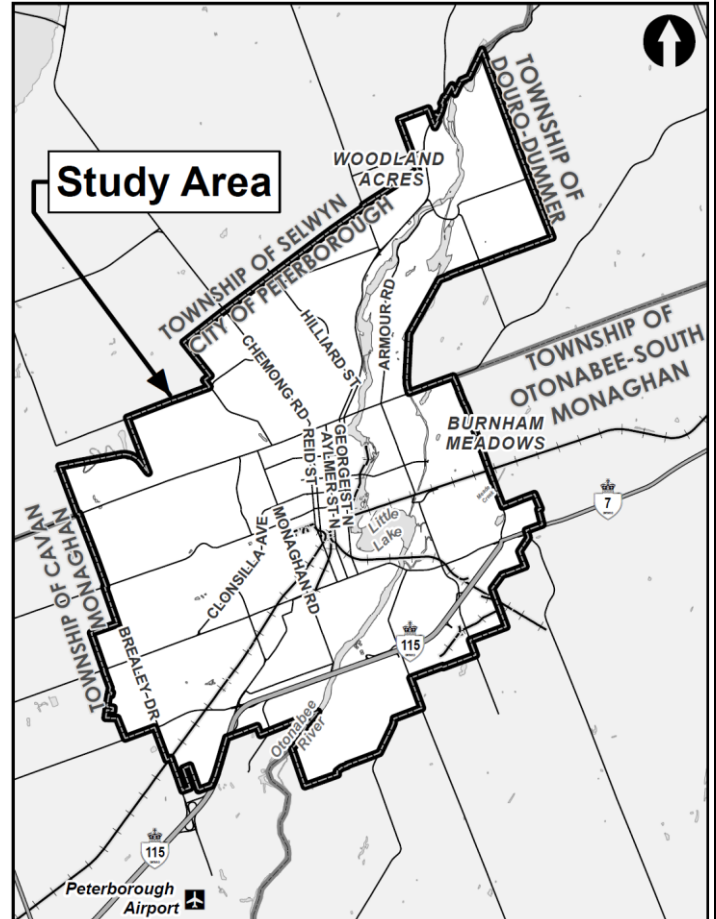 TOWNSHIP OF
DOURO-DUMMER
WOODLAND
ACRES
Study Area
TOWNSHIP OF SELWYN
CITY OF PETERBOROUGH
HILLIARD ST
ARMOUR RD
CHEMONG RD
TOWNSHIP OF
OTONABEE-SOUTH
MONAGHAN
BURNHAM
MEADOWS
GEORGE ST N
AYLMER ST N
REID ST
7
Little
Lake
MONAGHAN RD
CLONSILLA AVE
TOWNSHIP OF CAVAN
MONAGHAN
BREALEY DR
115
Otonabee
River
115
Peterborough
Airport